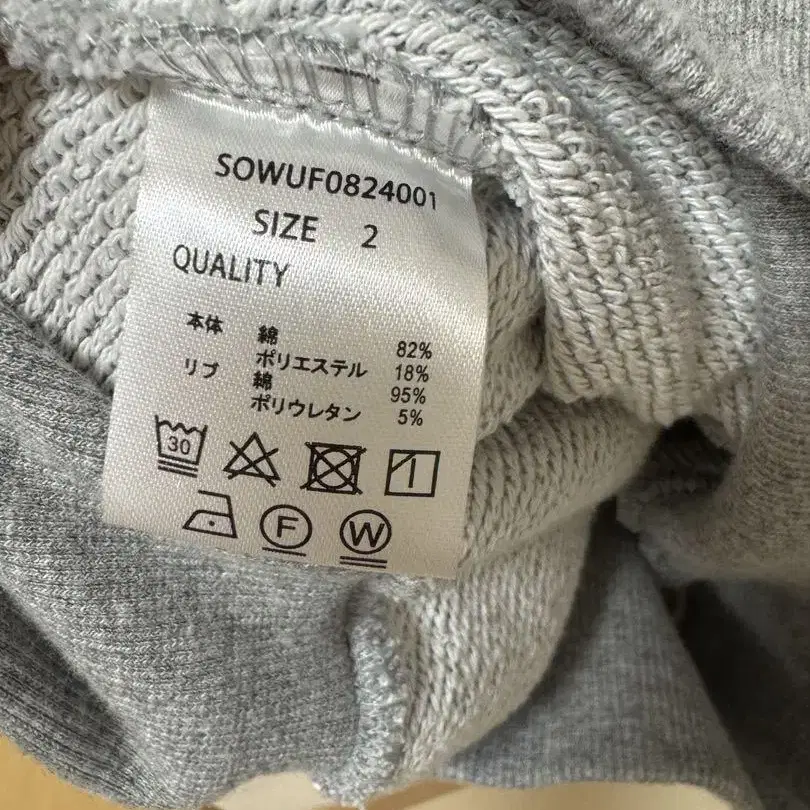 SOWUF0824001
SIZE 2
QUALITY
本体 綿 82%
ポリエステル 18%
リブ 綿 95%
ポリウレタン 5%
30
F W